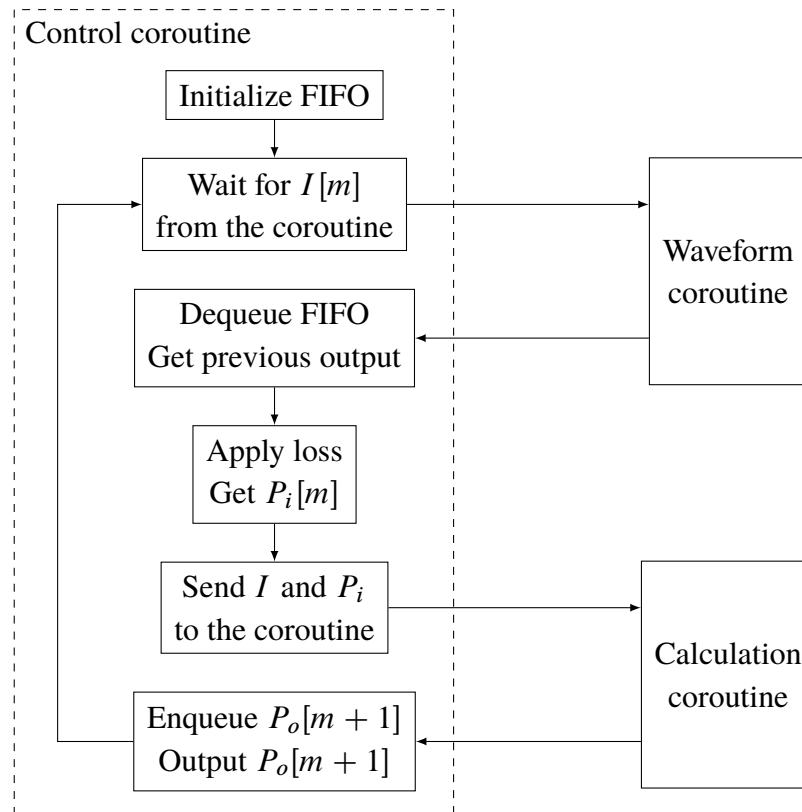 Control coroutine
Initialize FIFO
Wait for I[m]
from the coroutine
Waveform
coroutine
Dequeue FIFO
Get previous output
Apply loss
Get P_i[m]
Send I and P_i
to the coroutine
Calculation
coroutine
Enqueue P_o[m + 1]
Output P_o[m + 1]